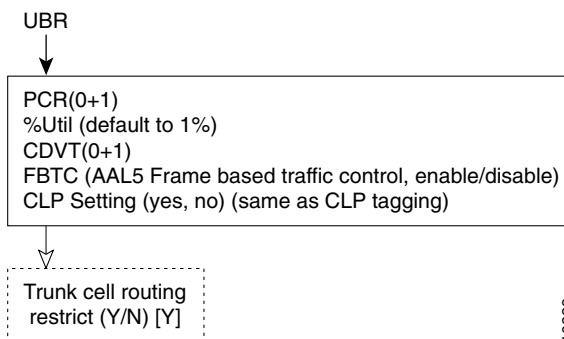 UBR
PCR(0+1)
%Util (default to 1%)
CDVT(0+1)
FBTC (AAL5 Frame based traffic control, enable/disable)
CLP Setting (yes, no) (same as CLP tagging)
Trunk cell routing
restrict (Y/N) [Y]